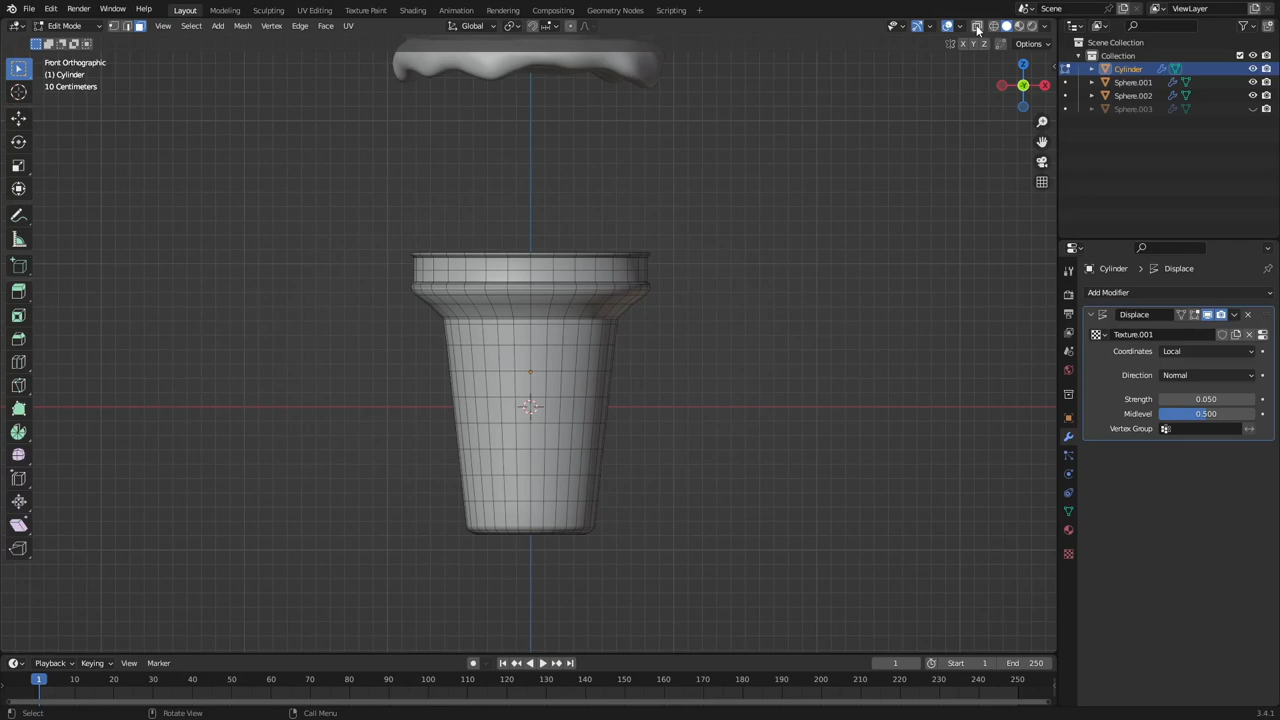 File Edit Render Window Help Layout Modeling Sculpting UV Editing Texture Paint Shading Animation Rendering Compositing Geometry Nodes Scripting Scene ViewLayer
Edit Mode View Select Add Mesh Vertex Edge Face UV Global
X Y Z Options
Front Orthographic
(1) Cylinder
10 Centimeters
Z
Y
X
Scene Collection
Collection
Cylinder
Sphere.001
Sphere.002
Sphere.003
Cylinder > Displace
Add Modifier
Displace
Texture.001
Coordinates Local
Direction Normal
Strength 0.050
Midlevel 0.500
Vertex Group
Playback Keying View Marker 1 Start 1 End 250
1 10 20 30 40 50 60 70 80 90 100 110 120 130 140 150 160 170 180 190 200 210 220 230 240 250
Select Rotate View Call Menu 3.4.1